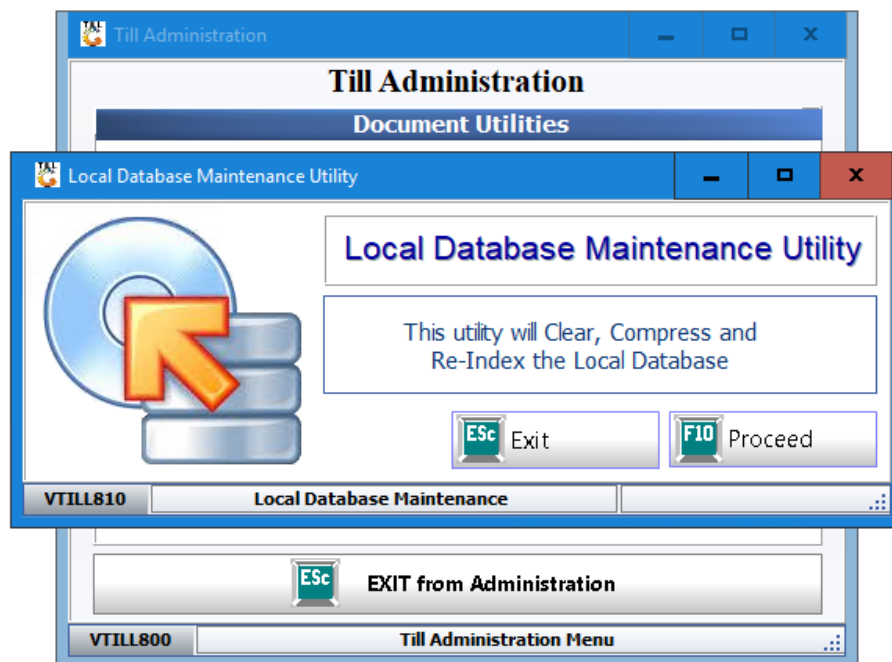 TILL
Till Administration
Till Administration
Document Utilities
TILL
Local Database Maintenance Utility
X
Local Database Maintenance Utility
This utility will Clear, Compress and
Re-Index the Local Database
ESc Exit
F10 Proceed
VTILL810 Local Database Maintenance
ESc EXIT from Administration
VTILL800 Till Administration Menu